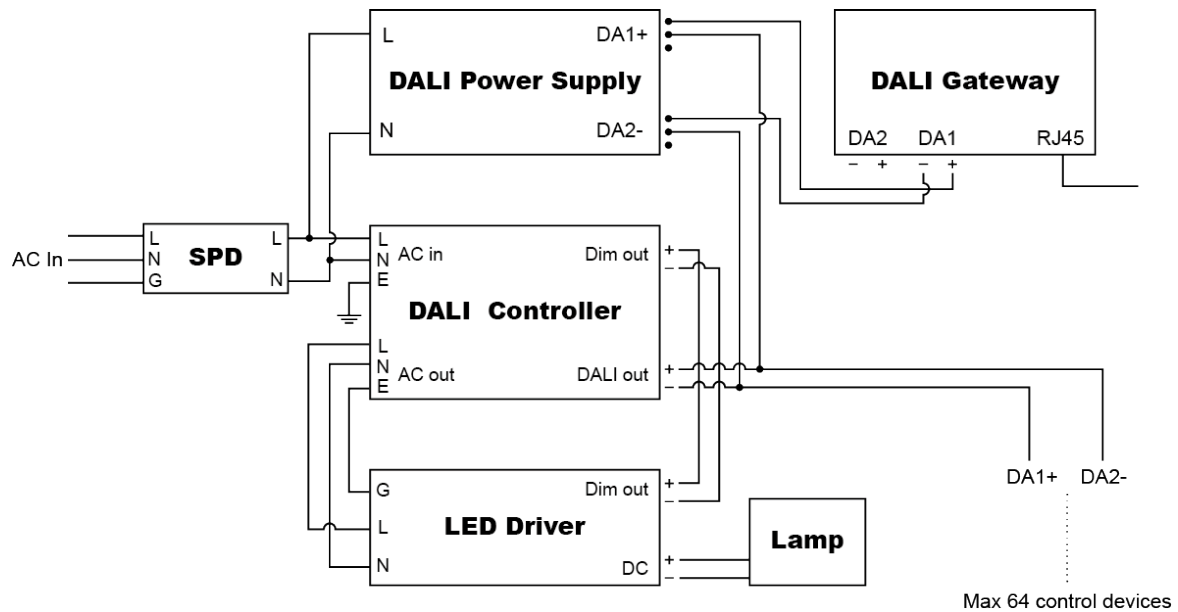 L
DA1+
DALI Power Supply
DALI Gateway
N
DA2-
DA2
DA1
RJ45
− +
− +
AC In
L
N
G
SPD
L
N
L
N
E
AC in
Dim out
+
−
DALI Controller
L
N
E
AC out
DALI out
+
−
DA1+
DA2-
G
L
N
LED Driver
Dim out
+
−
DC
+
−
Lamp
Max 64 control devices